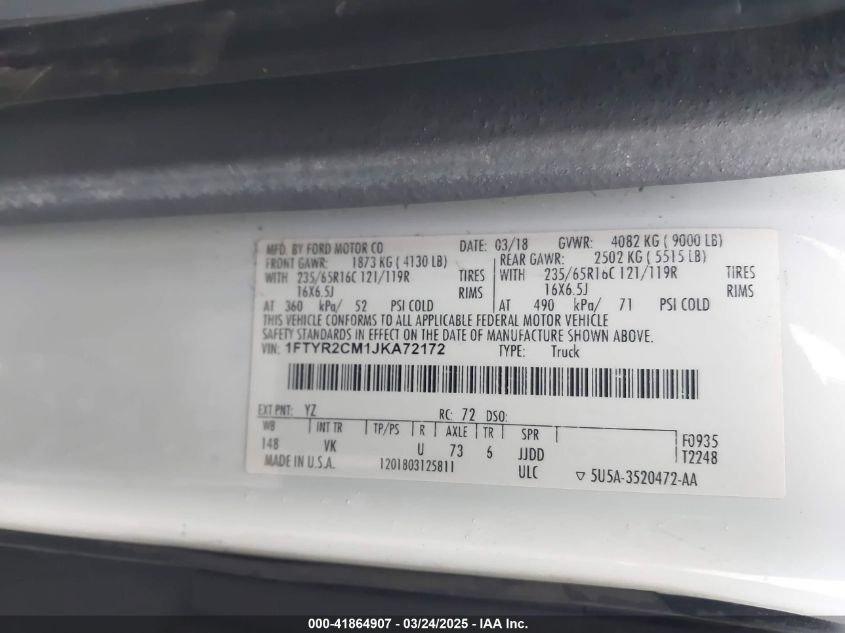 MFD. BY FORD MOTOR CO DATE: 03/18 GVWR: 4082 KG ( 9000 LB)
FRONT GAWR: 1873 KG ( 4130 LB) REAR GAWR: 2502 KG ( 5515 LB)
WITH 235/65R16C 121/119R TIRES WITH 235/65R16C 121/119R TIRES
16X6.5J RIMS 16X6.5J RIMS
AT 360 kPa/ 52 PSI COLD AT 490 kPa/ 71 PSI COLD
THIS VEHICLE CONFORMS TO ALL APPLICABLE FEDERAL MOTOR VEHICLE
SAFETY STANDARDS IN EFFECT ON THE DATE OF MANUFACTURE SHOWN ABOVE.
VIN: 1FTYR2CM1JKA72172 TYPE: Truck
EXT PNT: YZ RC: 72 DSO:
WB INT TR TP/PS R AXLE TR SPR F0935
148 VK U 73 6 JJDD T2248
MADE IN U.S.A. 1201803125811 ULC ▽ 5U5A-3520472-AA
000-41864907 - 03/24/2025 - IAA, Inc.